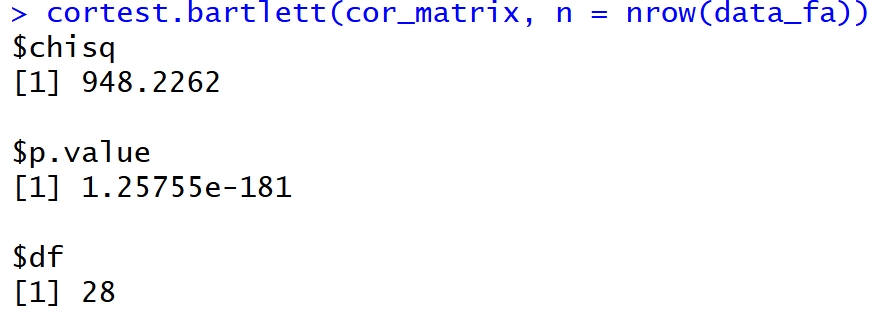 > cortest.bartlett(cor_matrix, n = nrow(data_fa))
$chisq
[1] 948.2262
$p.value
[1] 1.25755e-181
$df
[1] 28